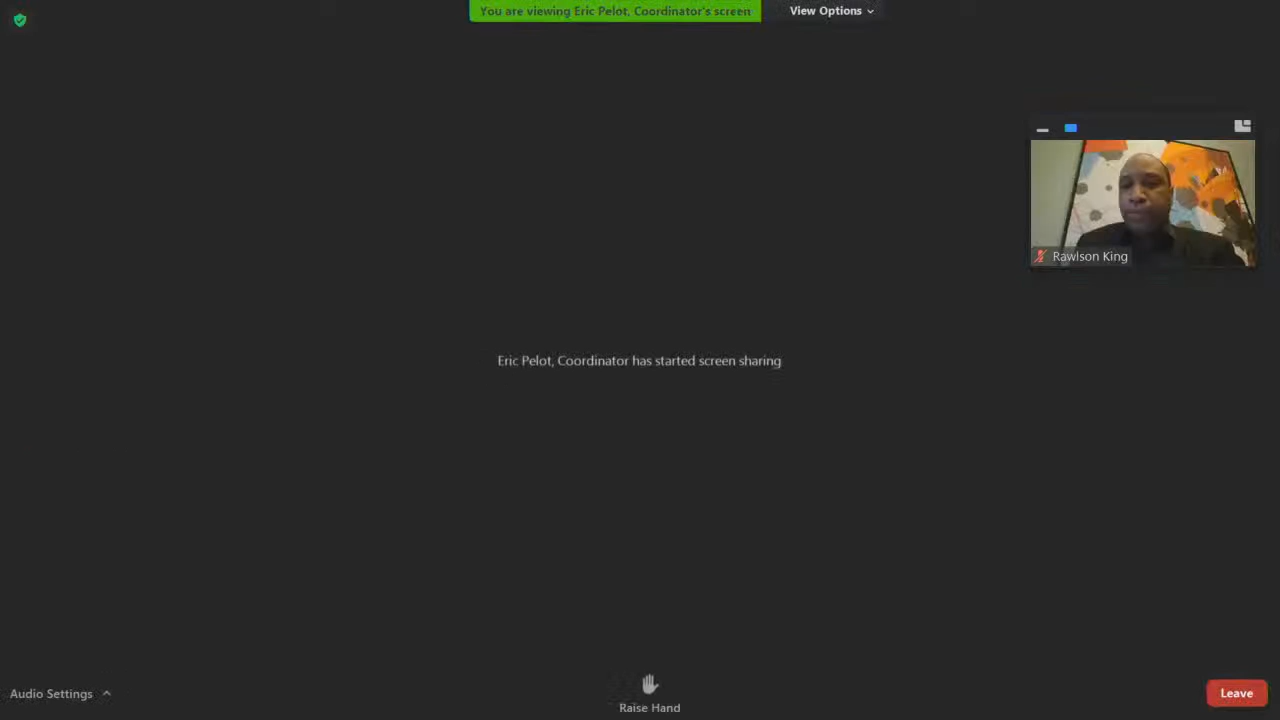 You are viewing Eric Pelot, Coordinator's screen
View Options
Rawlson King
Eric Pelot, Coordinator has started screen sharing
Audio Settings
Raise Hand
Leave